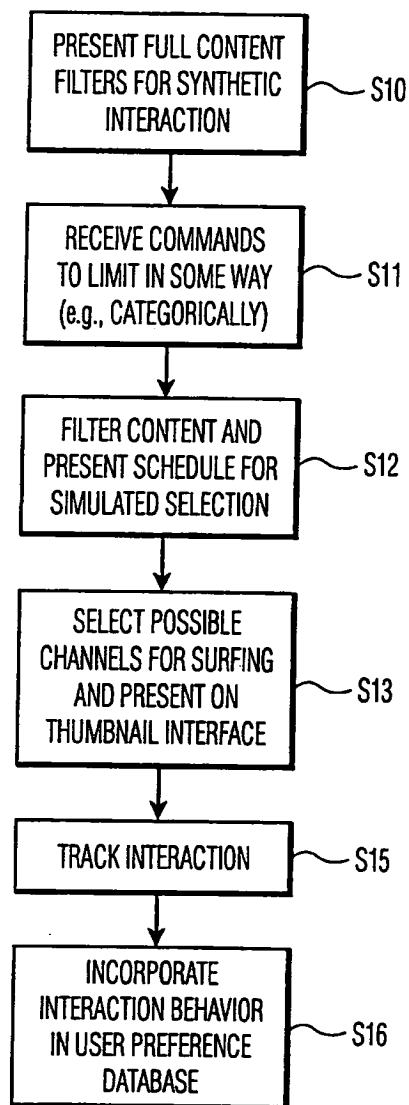 PRESENT FULL CONTENT
FILTERS FOR SYNTHETIC
INTERACTION
S10
RECEIVE COMMANDS
TO LIMIT IN SOME WAY
(e.g., CATEGORICALLY)
S11
FILTER CONTENT AND
PRESENT SCHEDULE FOR
SIMULATED SELECTION
S12
SELECT POSSIBLE
CHANNELS FOR SURFING
AND PRESENT ON
THUMBNAIL INTERFACE
S13
TRACK INTERACTION
S15
INCORPORATE
INTERACTION BEHAVIOR
IN USER PREFERENCE
DATABASE
S16